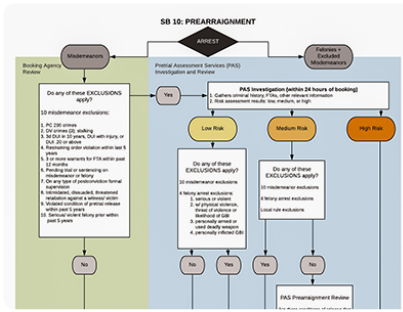 SB 10: PREARRAIGNMENT
ARREST
Misdemeanors
Felonies +
Excluded
Misdemeanors
Booking Agency
Review
Pretrial Assessment Services (PAS)
Investigation and Review
Do any of these
EXCLUSIONS
apply?
10 misdemeanor exclusions:
1. PC 290 crimes
2. DV crimes (3), stalking
3. 3d DUI in 10 years, DUI with injury, or
DUI .20 or above
4. Restraining order violation within last 5
years
5. 3 or more warrants for FTA within past
12 months
6. Pending trial or sentencing on
misdemeanor or felony
7. On any type of postconviction formal
supervision
8. Intimidated, dissuaded, threatened
retaliation against a witness/ victim
9. Violated condition of pretrial release
within past 5 years
10. Serious/ violent felony prior within
past 5 years
Yes
PAS Investigation [within 24 hours of booking]
1. Gathers criminal history, FTAs, other relevant information
2. Risk assessment results: low, medium, or high
Low Risk
Medium Risk
High Risk
Do any of these
EXCLUSIONS apply?
10 misdemeanor exclusions
4 felony arrest exclusions:
1. serious or violent
2. w/ physical violence,
threat of violence or
likelihood of GBI
3. personally armed or
used deadly weapon
4. personally inflicted GBI
Do any of these
EXCLUSIONS
apply?
10 misdemeanor exclusions
4 felony arrest exclusions
Local rule exclusions
No
No
Yes
Yes
No
PAS Prearraignment Review